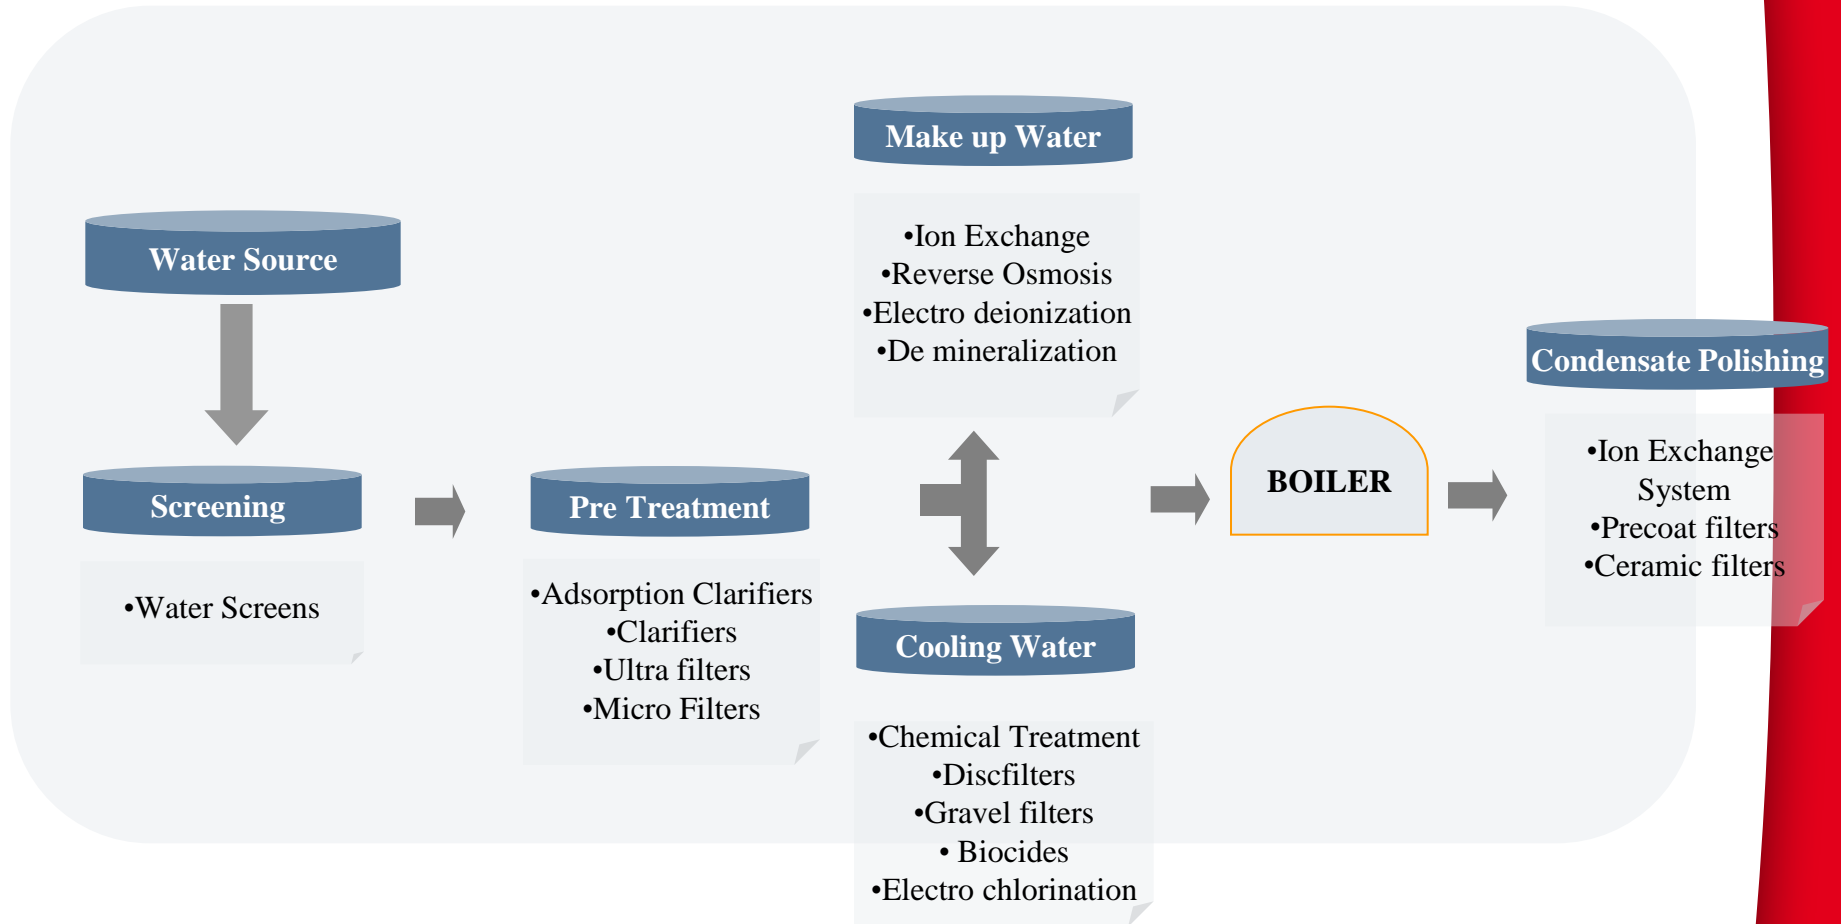 Water Source
Screening
•Water Screens
Pre Treatment
•Adsorption Clarifiers
•Clarifiers
•Ultra filters
•Micro Filters
Make up Water
•Ion Exchange
•Reverse Osmosis
•Electro deionization
•De mineralization
Cooling Water
•Chemical Treatment
•Discfilters
•Gravel filters
• Biocides
•Electro chlorination
BOILER
Condensate Polishing
•Ion Exchange
System
•Precoat filters
•Ceramic filters